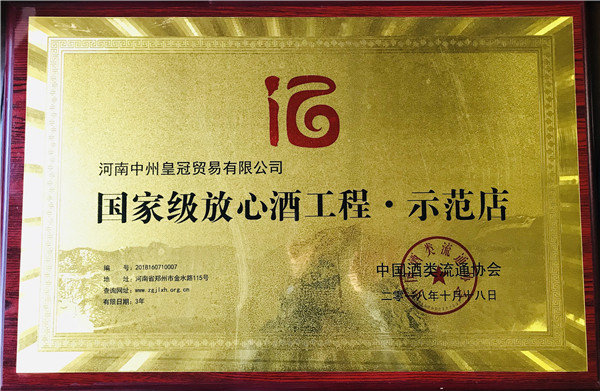 河南中州皇冠贸易有限公司
国家级放心酒工程·示范店
编 号：2018160710007
地 址：河南省郑州市金水路115号
查询网址：www.zgjlxh.org.cn
有限日期：3年
中国酒类流通协会
二零一八年十月十八日